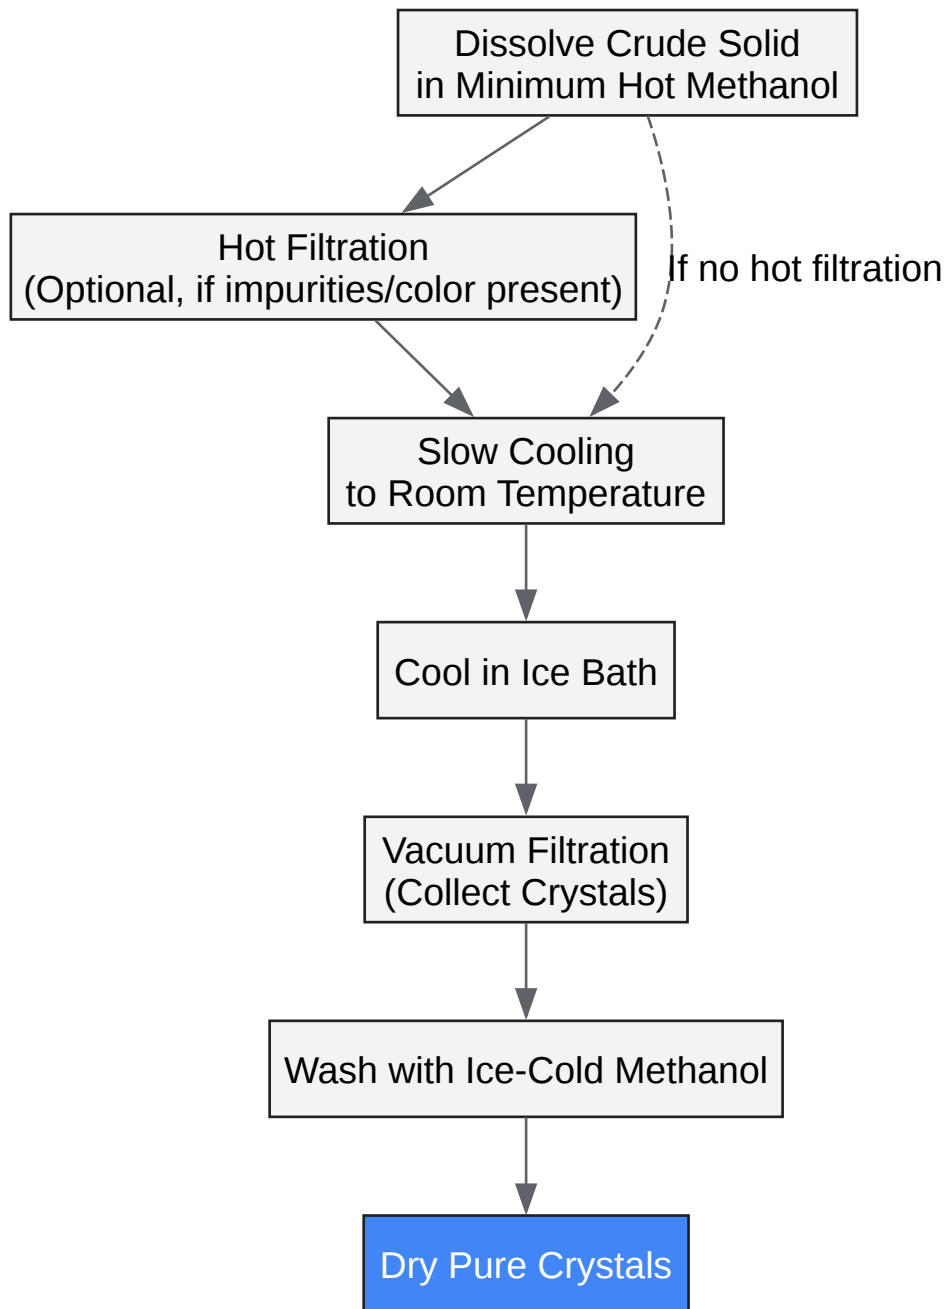 Dissolve Crude Solid
in Minimum Hot Methanol
Hot Filtration
(Optional, if impurities/color present)
If no hot filtration
Slow Cooling
to Room Temperature
Cool in Ice Bath
Vacuum Filtration
(Collect Crystals)
Wash with Ice-Cold Methanol
Dry Pure Crystals